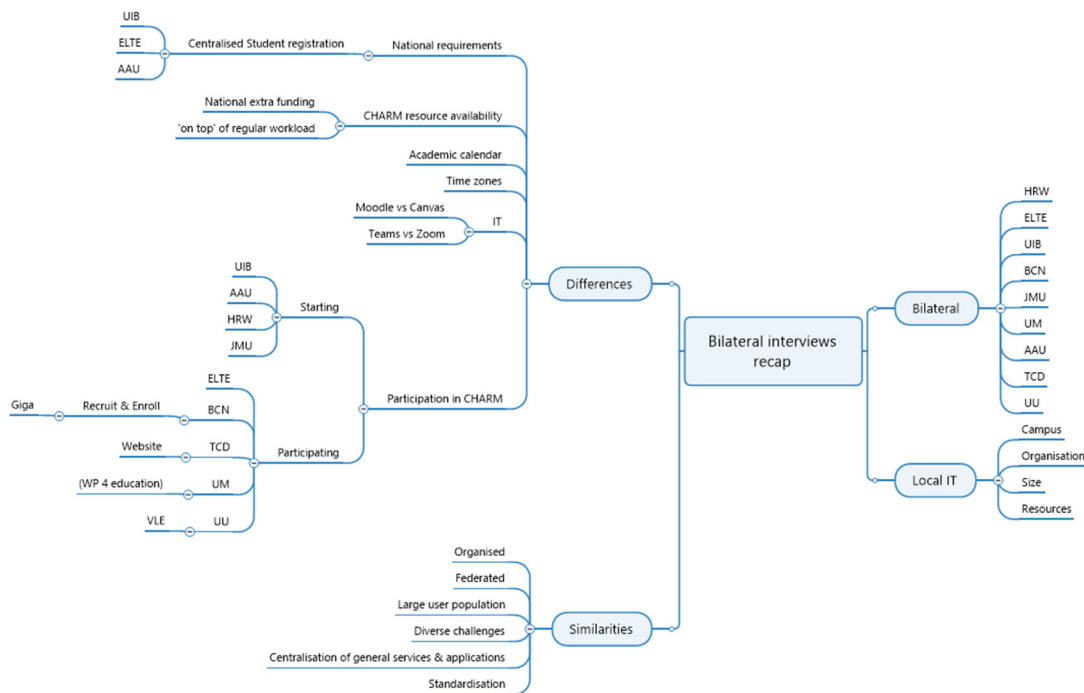 UIB
ELTE
AAU
Centralised Student registration
National requirements
National extra funding
'on top' of regular workload
CHARM resource availability
Academic calendar
Time zones
Moodle vs Canvas
Teams vs Zoom
IT
Differences
UIB
AAU
HRW
JMU
Starting
ELTE
Giga
Recruit & Enroll
BCN
Website
TCD
(WP 4 education)
UM
VLE
UU
Participating
Participation in CHARM
Organised
Federated
Large user population
Diverse challenges
Centralisation of general services & applications
Standardisation
Similarities
Bilateral interviews
recap
Bilateral
HRW
ELTE
UIB
BCN
JMU
UM
AAU
TCD
UU
Local IT
Campus
Organisation
Size
Resources